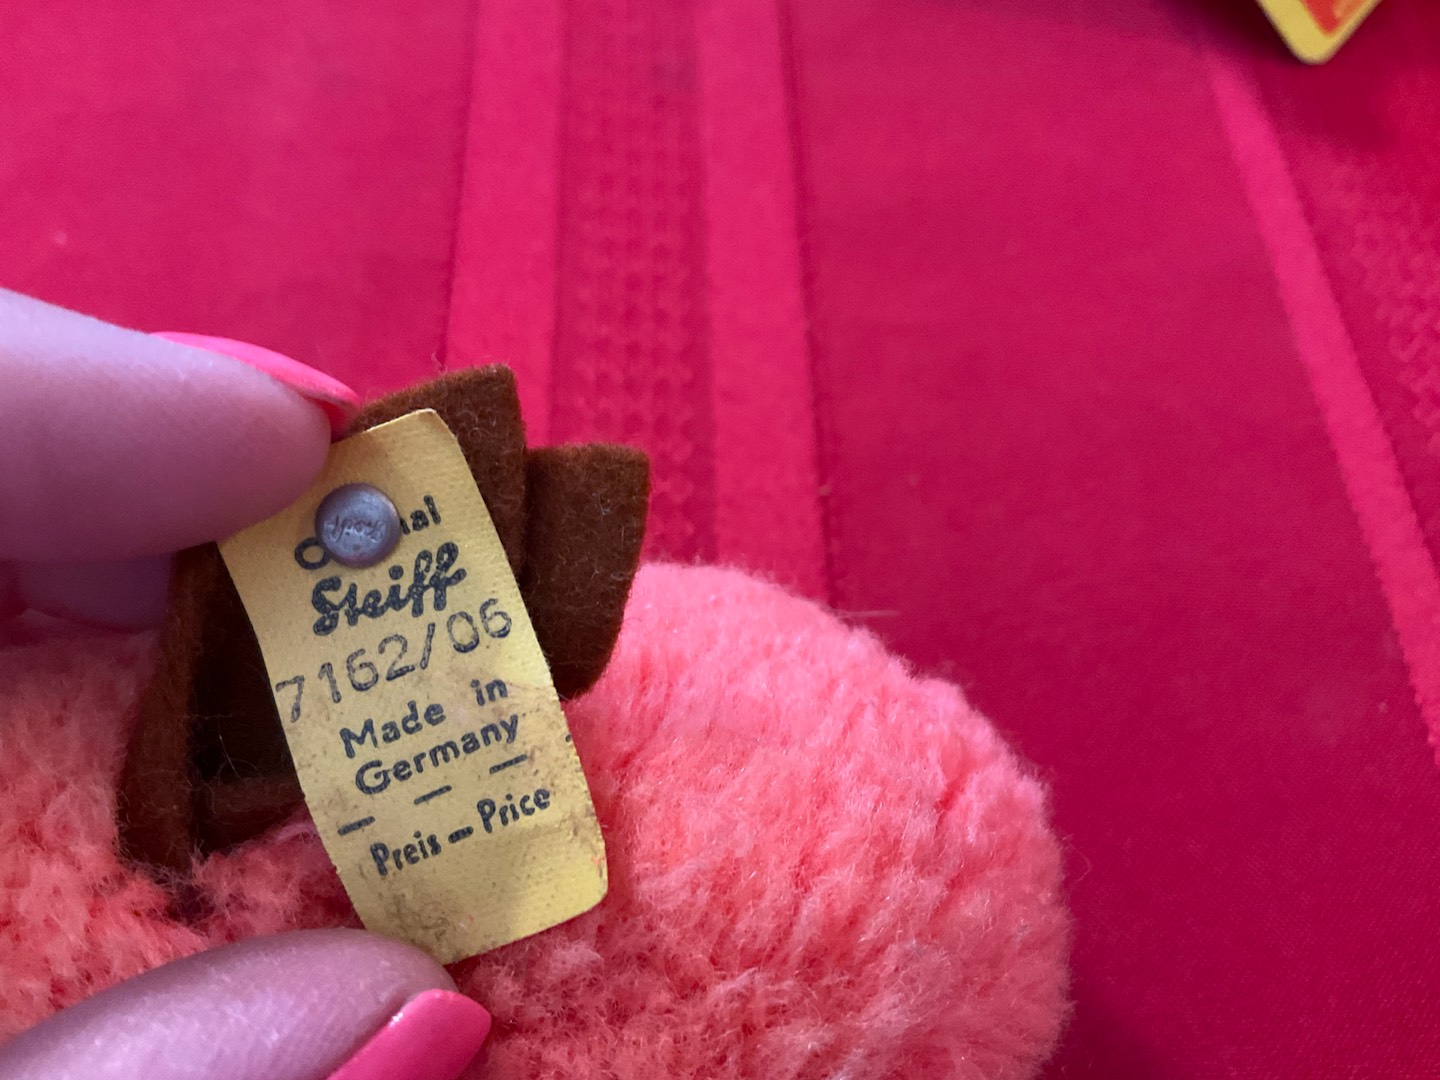 Steiff
7162/06
Made in
Germany
Preis — Price